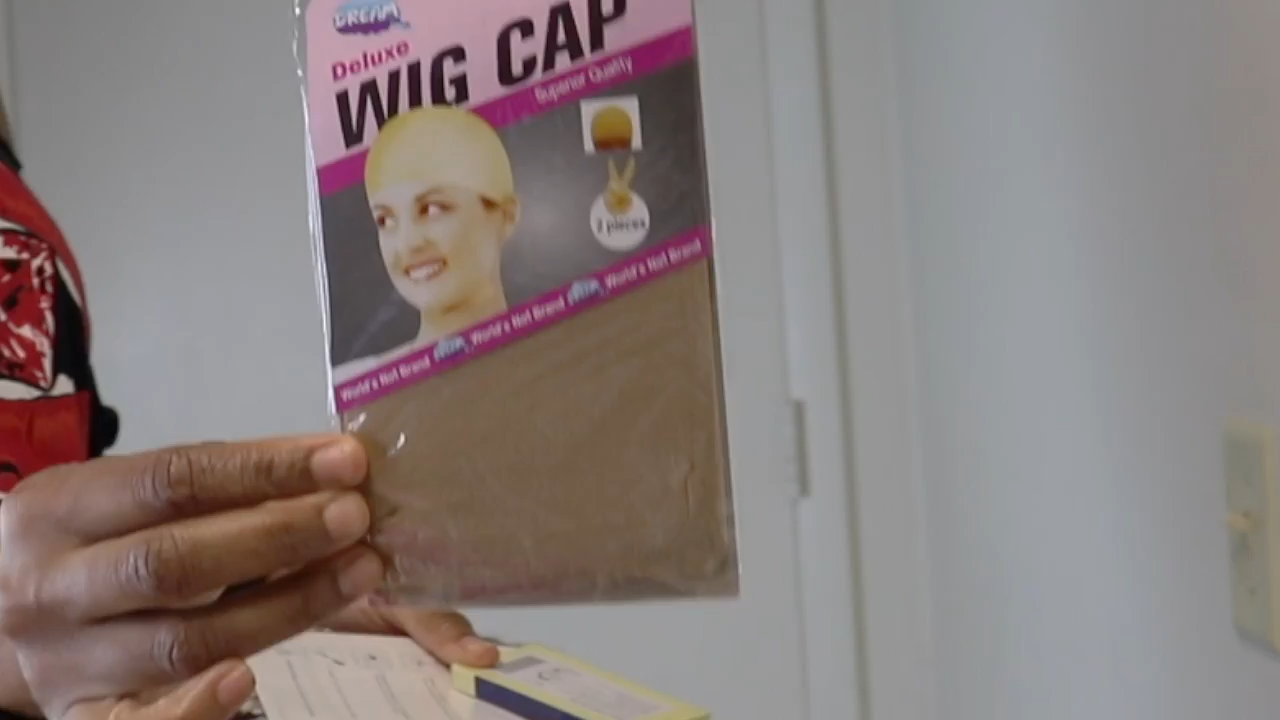 DREAM
Deluxe
WIG CAP
Superior Quality
2 pieces
World's Hot Brand World's Hot Brand World's Hot Brand